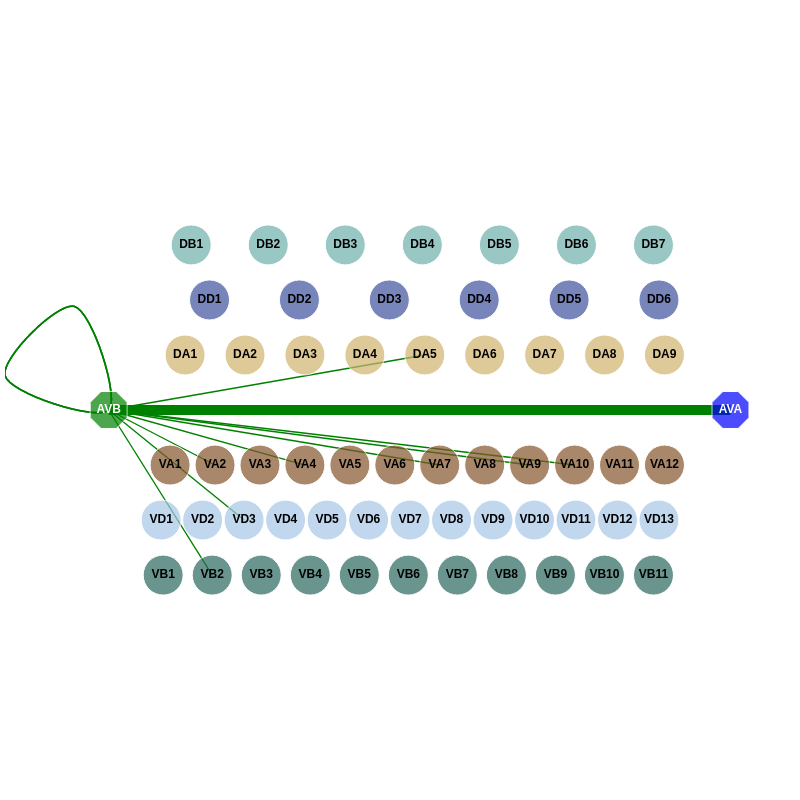 DB1 DB2 DB3 DB4 DB5 DB6 DB7
DD1 DD2 DD3 DD4 DD5 DD6
DA1 DA2 DA3 DA4 DA5 DA6 DA7 DA8 DA9
AVB AVA
VA1 VA2 VA3 VA4 VA5 VA6 VA7 VA8 VA9 VA10 VA11 VA12
VD1 VD2 VD3 VD4 VD5 VD6 VD7 VD8 VD9 VD10 VD11 VD12 VD13
VB1 VB2 VB3 VB4 VB5 VB6 VB7 VB8 VB9 VB10 VB11